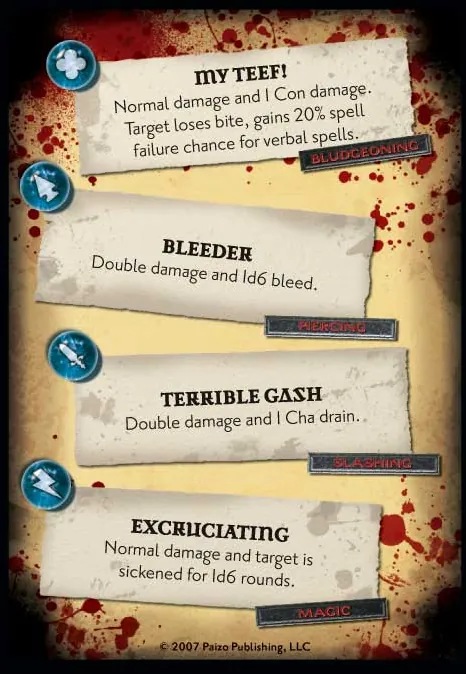 MY TEEF!
Normal damage and 1 Con damage.
Target loses bite, gains 20% spell
failure chance for verbal spells.
BLUDGEONING
BLEEDER
Double damage and 1d6 bleed.
PIERCING
TERRIBLE GASH
Double damage and 1 Cha drain.
SLASHING
EXCRUCIATING
Normal damage and target is
sickened for 1d6 rounds.
MAGIC
© 2007 Paizo Publishing, LLC